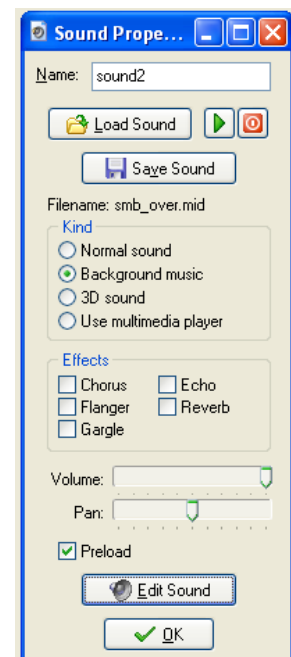 Sound Prope...
Name: sound2
Load Sound
Save Sound
Filename: smb_over.mid
Kind
Normal sound
Background music
3D sound
Use multimedia player
Effects
Chorus Echo
Flanger Reverb
Gargle
Volume:
Pan:
Preload
Edit Sound
OK